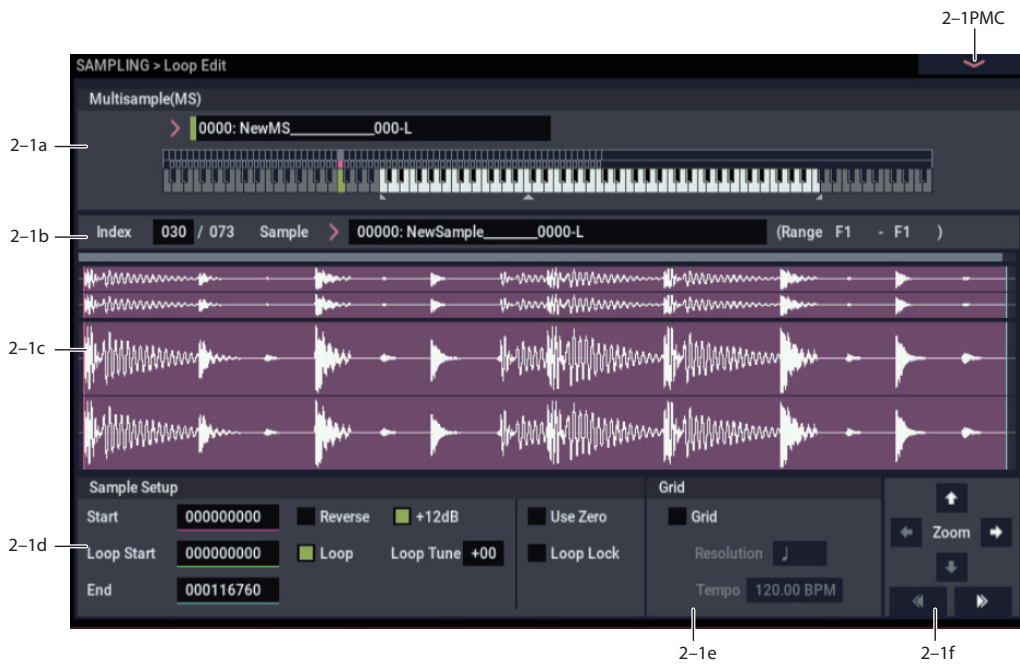 2–1PMC
SAMPLING > Loop Edit
Multisample(MS)
0000: NewMS____________000-L
2–1a
2–1b
Index 030 / 073 Sample 00000: NewSample_______0000-L (Range F1 - F1 )
2–1c
Sample Setup
Grid
Start 000000000 Reverse +12dB Use Zero Grid
2–1d
Loop Start 000000000 Loop Loop Tune +00 Loop Lock Resolution ♩ Zoom
End 000116760 Tempo 120.00 BPM
2–1e
2–1f